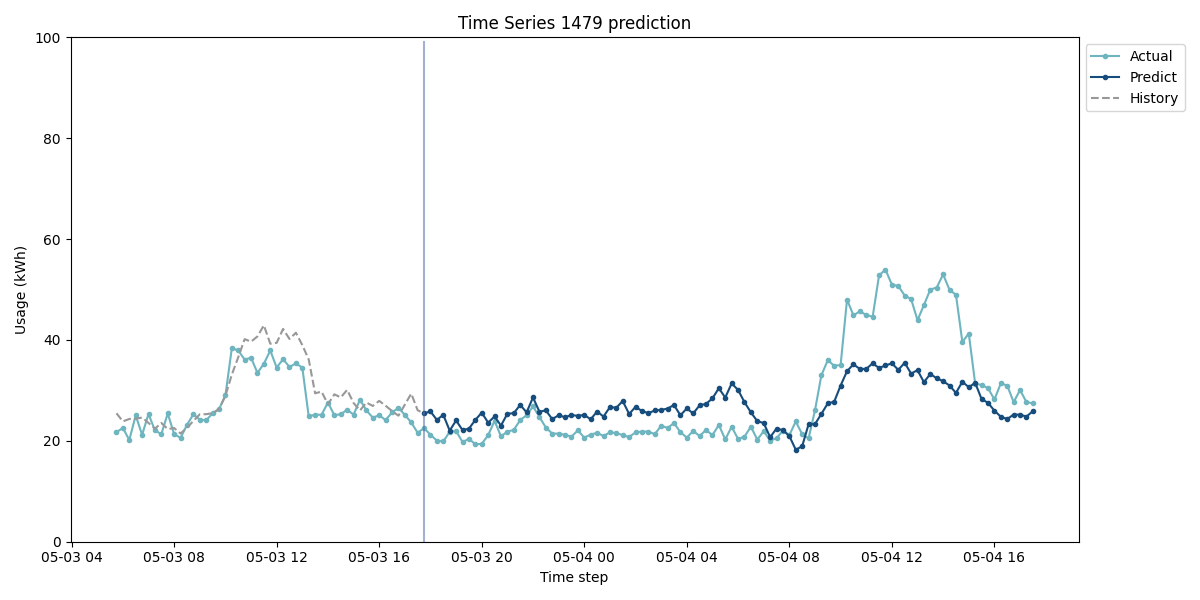 Time Series 1479 prediction
100
80
60
40
20
0
Usage (kWh)
05-03 04
05-03 08
05-03 12
05-03 16
05-03 20
05-04 00
05-04 04
05-04 08
05-04 12
05-04 16
Time step
Actual
Predict
History